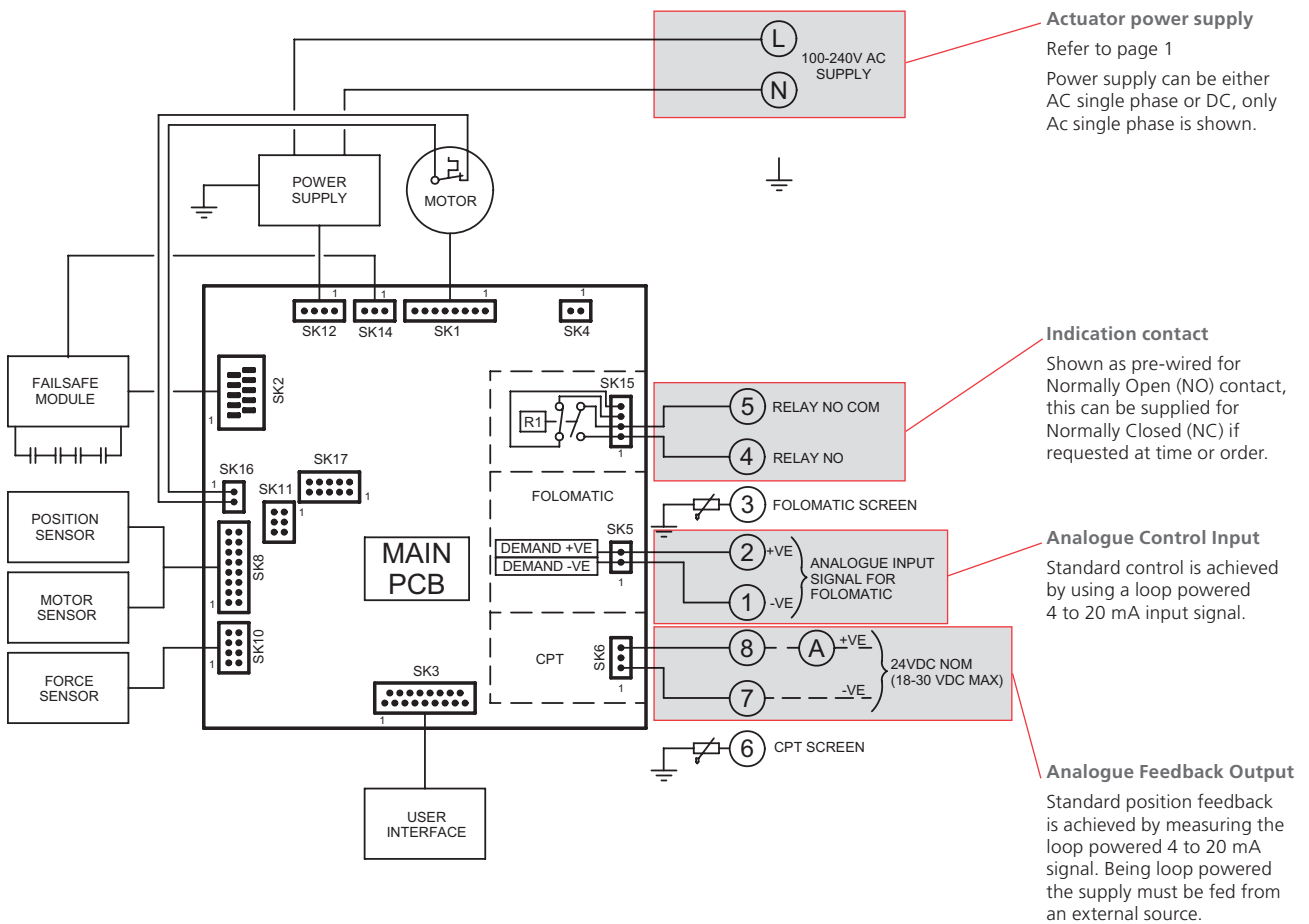 Actuator power supply
Refer to page 1
Power supply can be either
AC single phase or DC, only
Ac single phase is shown.
L
N
100-240V AC
SUPPLY
POWER
SUPPLY
MOTOR
1
1
1
1
SK12
SK14
SK1
SK4
FAILSAFE
MODULE
SK2
1
SK15
R1
1
5
RELAY NO COM
4
RELAY NO
Indication contact
Shown as pre-wired for
Normally Open (NO) contact,
this can be supplied for
Normally Closed (NC) if
requested at time or order.
SK16
1
SK11
1
SK17
1
FOLOMATIC
3
FOLOMATIC SCREEN
POSITION
SENSOR
MOTOR
SENSOR
SK8
1
MAIN
PCB
DEMAND +VE
DEMAND -VE
SK5
1
2
+VE
1
-VE
ANALOGUE INPUT
SIGNAL FOR
FOLOMATIC
Analogue Control Input
Standard control is achieved
by using a loop powered
4 to 20 mA input signal.
FORCE
SENSOR
SK10
1
SK3
1
CPT
SK6
1
8
A
+VE
7
-VE
24VDC NOM
(18-30 VDC MAX)
6
CPT SCREEN
USER
INTERFACE
Analogue Feedback Output
Standard position feedback
is achieved by measuring the
loop powered 4 to 20 mA
signal. Being loop powered
the supply must be fed from
an external source.